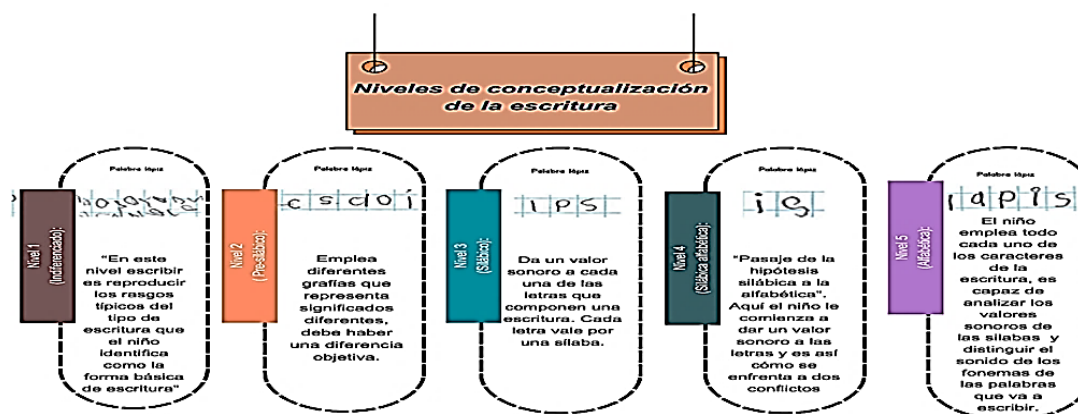 Niveles de conceptualización
de la escritura
Palabra lápiz
Nivel 1
(Indiferenciado):
"En este
nivel escribir
es reproducir
los rasgos
típicos del
tipo de
escritura que
el niño
identifica
como la
forma básica
de escritura"
Palabra lápiz
c s c l o i
Nivel 2
(Pre-silábico):
Emplea
diferentes
grafías que
representa
significados
diferentes,
debe haber
una diferencia
objetiva.
Palabra lápiz
I P S
Nivel 3
(Silábico):
Da un valor
sonoro a cada
una de las
letras que
componen una
escritura. Cada
letra vale por
una sílaba.
Palabra lápiz
Nivel 4
(Silábica alfabética):
"Pasaje de la
hipótesis
silábica a la
alfabética".
Aquí el niño le
comienza a
dar un valor
sonoro a las
letras y es así
cómo se
enfrenta a dos
conflictos
Palabra lápiz
l a p i s
Nivel 5
(Alfabética):
El niño
emplea todo
cada uno de
los caracteres
de la
escritura, es
capaz de
analizar los
valores
sonoros de
las silabas y
distinguir el
sonido de los
fonemas de
las palabras
que va a
escribir.